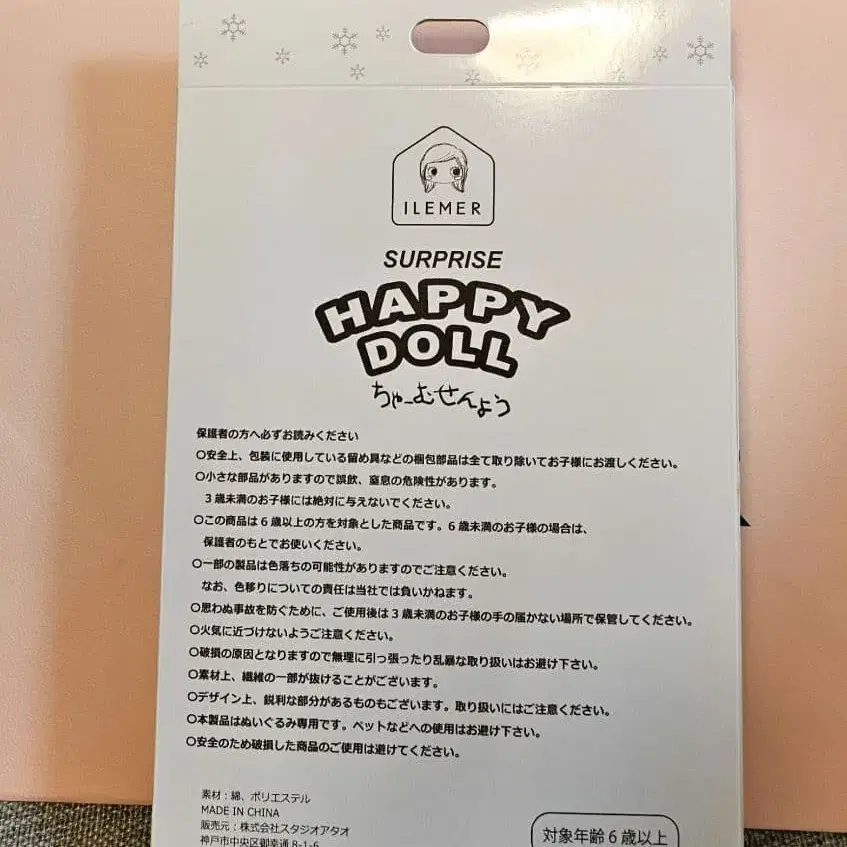 ILEMER
SURPRISE
HAPPY
DOLL
ちゃーむせんよう
保護者の方へ必ずお読みください
○安全上、包装に使用している留め具などの梱包部品は全て取り除いてお子様にお渡しください。
○小さな部品がありますので誤飲、窒息の危険性があります。
3歳未満のお子様には絶対に与えないでください。
○この商品は6歳以上の方を対象とした商品です。6歳未満のお子様の場合は、
保護者のもとでお使いください。
○一部の製品は色落ちの可能性がありますのでご注意ください。
なお、色移りについての責任は当社では負いかねます。
○思わぬ事故を防ぐために、ご使用後は3歳未満のお子様の手の届かない場所で保管してください。
○火気に近づけないようご注意ください。
○破損の原因となりますので無理に引っ張ったり乱暴な取り扱いはお避け下さい。
○素材上、繊維の一部が抜けることがございます。
○デザイン上、鋭利な部分があるものもございます。取り扱いにはご注意ください。
○本製品はぬいぐるみ専用です。ペットなどへの使用はお避け下さい。
○安全のため破損した商品のご使用は避けてください。
素材：綿、ポリエステル
MADE IN CHINA
販売元：株式会社スタジオアタオ
神戸市中央区御幸通 8-1-6
対象年齢6歳以上